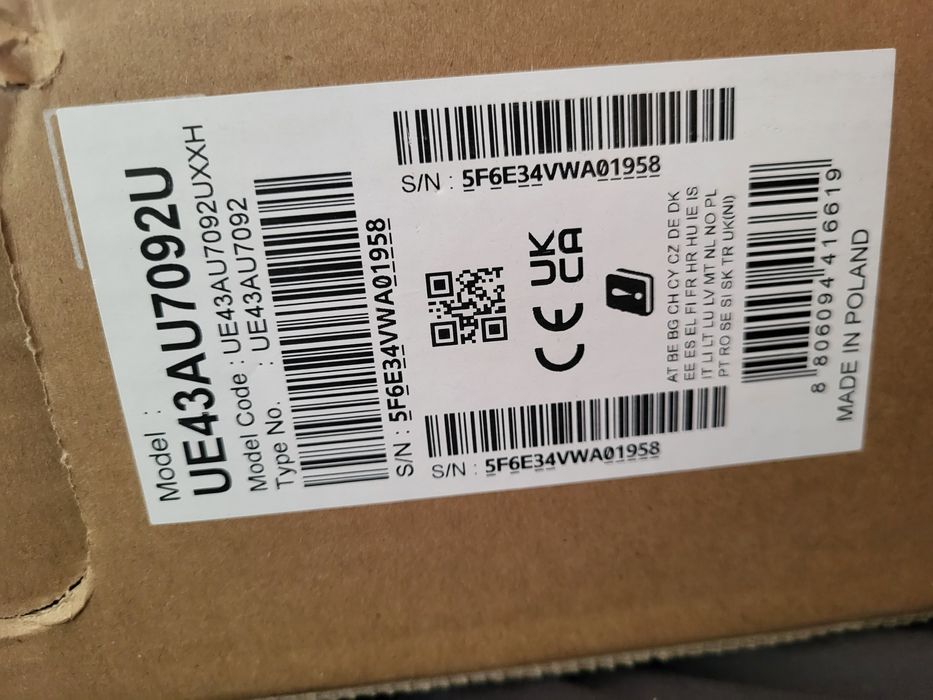 Model :
UE43AU7092U
Model Code : UE43AU7092UXXH
Type No. : UE43AU7092
S/N : 5F6E34VWA01958
S/N : 5F6E34VWA01958
S/N : 5F6E34VWA01958
CE UK
CA
AT BE BG CH CY CZ DE DK
EE ES EL FI FR HR HU IE IS
IT LI LT LU LV MT NL NO PL
PT RO SE SI SK TR UK(NI)
8 806094 416619
MADE IN POLAND